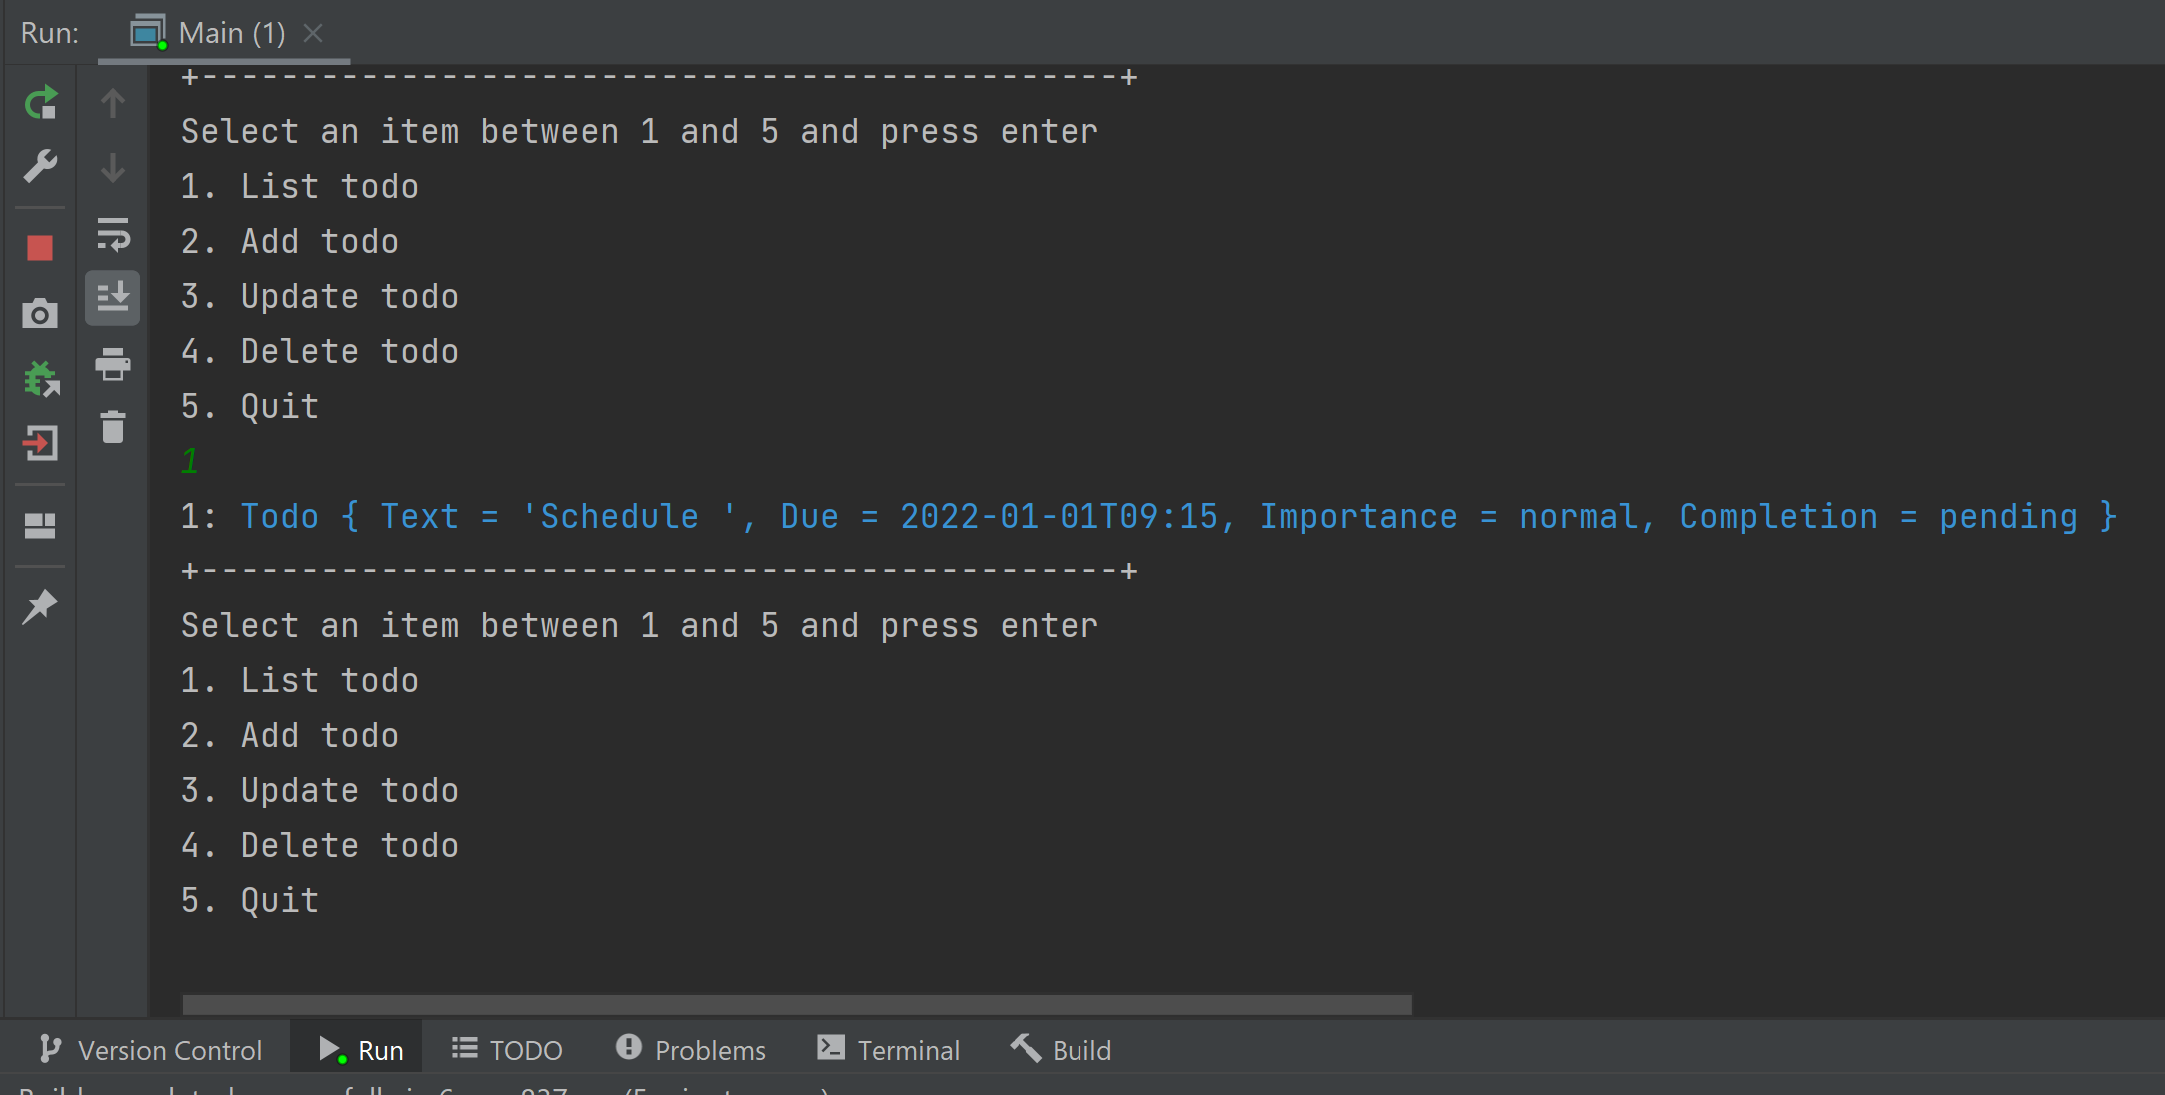 Run: Main (1)
+----------------------------------------------+
Select an item between 1 and 5 and press enter
1. List todo
2. Add todo
3. Update todo
4. Delete todo
5. Quit
1
1: Todo { Text = 'Schedule ', Due = 2022-01-01T09:15, Importance = normal, Completion = pending }
+----------------------------------------------+
Select an item between 1 and 5 and press enter
1. List todo
2. Add todo
3. Update todo
4. Delete todo
5. Quit
Version Control Run TODO Problems Terminal Build